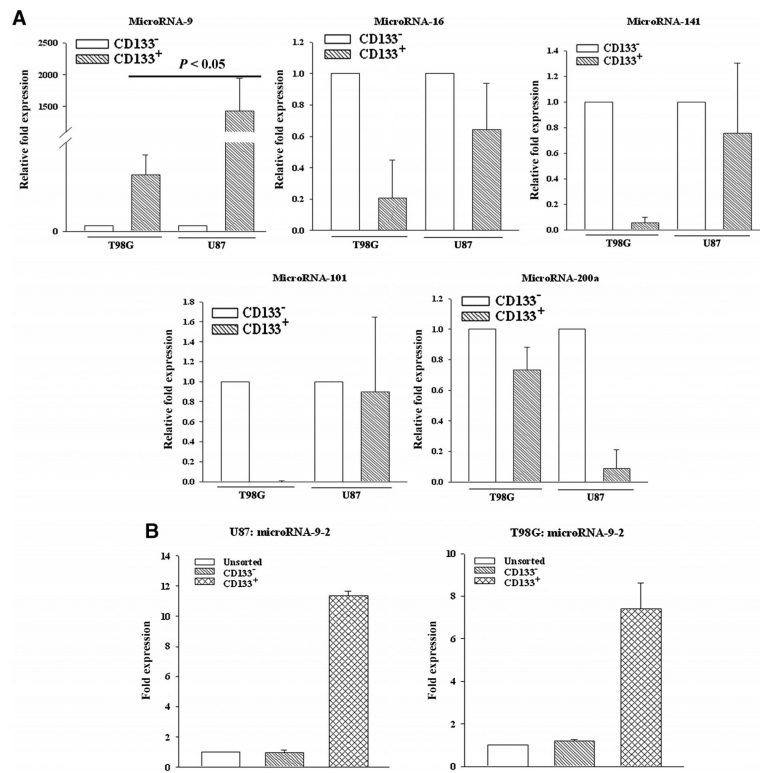 A
MicroRNA-9
Relative fold expression
2500
2000
1500
0
CD133-
CD133+
P < 0.05
T98G
U87
MicroRNA-16
Relative fold expression
1.2
1.0
0.8
0.6
0.4
0.2
0.0
CD133-
CD133+
T98G
U87
MicroRNA-141
Relative fold expression
1.4
1.2
1.0
0.8
0.6
0.4
0.2
0.0
CD133-
CD133+
T98G
U87
MicroRNA-101
Relative fold expression
1.8
1.6
1.4
1.2
1.0
0.8
0.6
0.4
0.2
0.0
CD133-
CD133+
T98G
U87
MicroRNA-200a
Relative fold expression
1.2
1.0
0.8
0.6
0.4
0.2
0.0
CD133-
CD133+
T98G
U87
B
U87: microRNA-9-2
Fold expression
14
12
10
8
6
4
2
0
Unsorted
CD133-
CD133+
T98G: microRNA-9-2
Fold expression
10
8
6
4
2
0
Unsorted
CD133-
CD133+